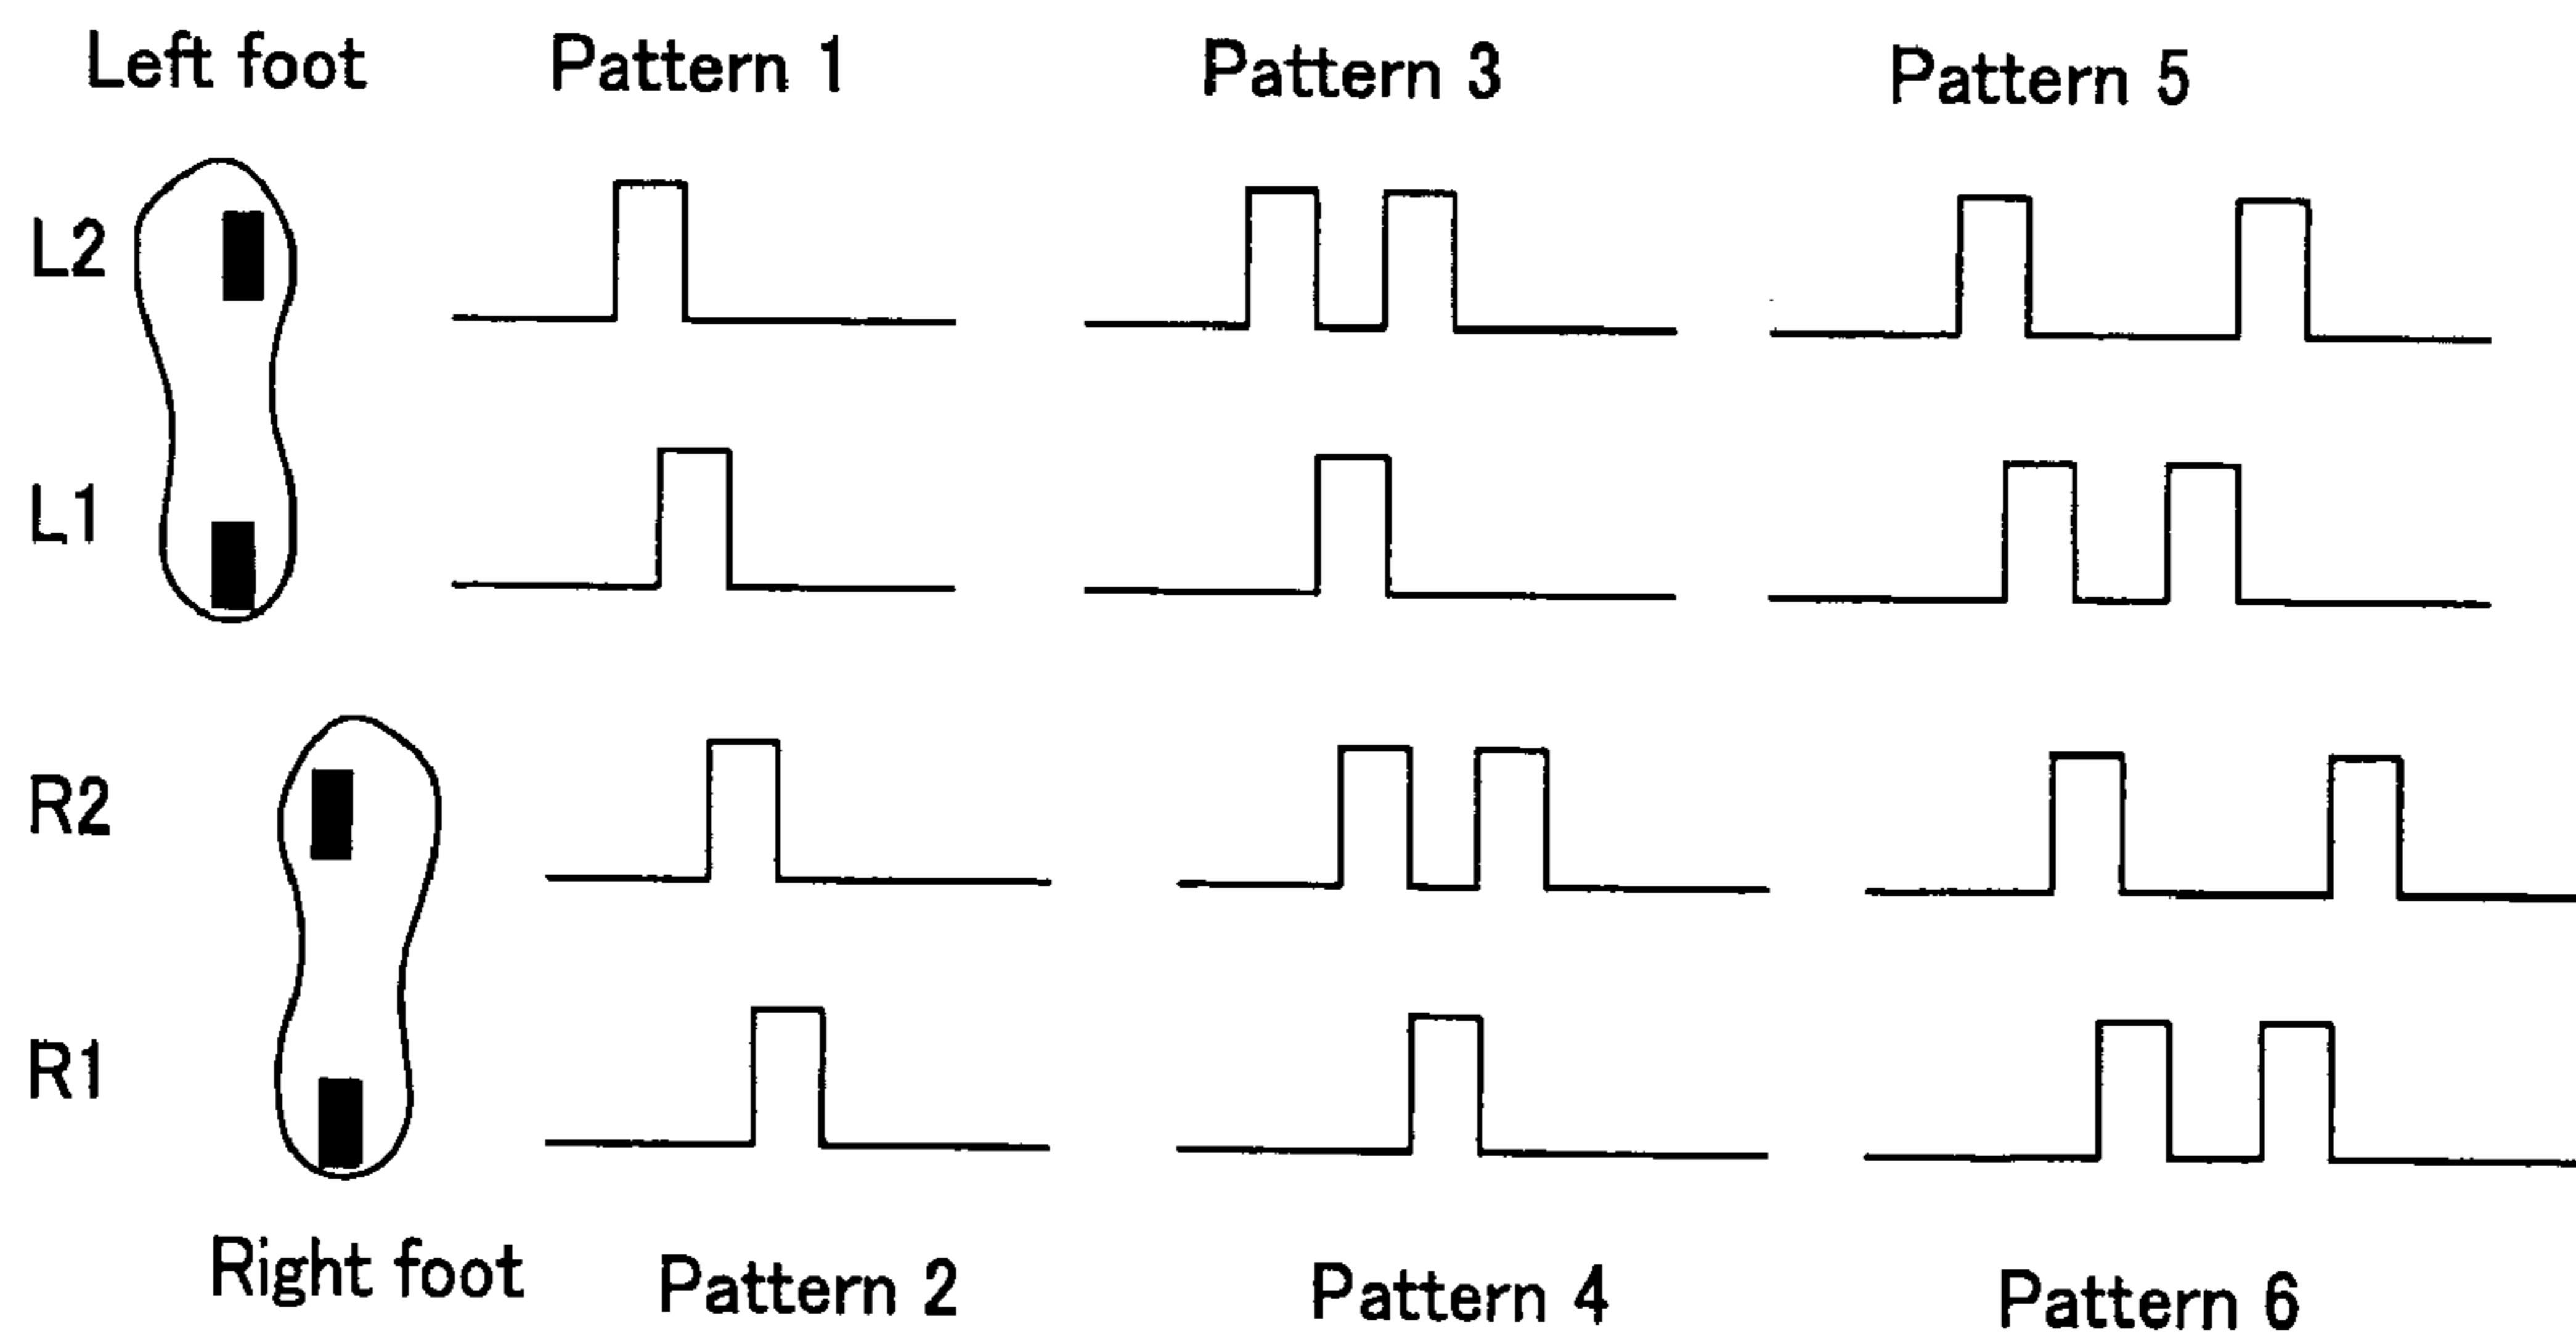 Left foot
Pattern 1
Pattern 3
Pattern 5
L2
L1
R2
R1
Right foot
Pattern 2
Pattern 4
Pattern 6